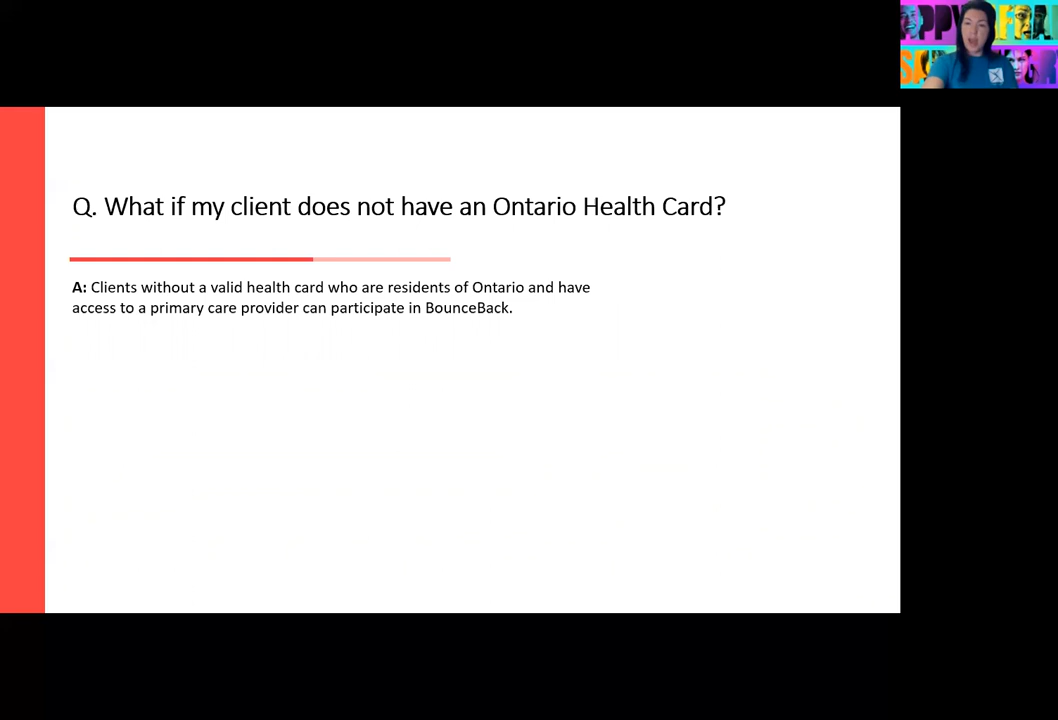 Q. What if my client does not have an Ontario Health Card?
A: Clients without a valid health card who are residents of Ontario and have
access to a primary care provider can participate in BounceBack.